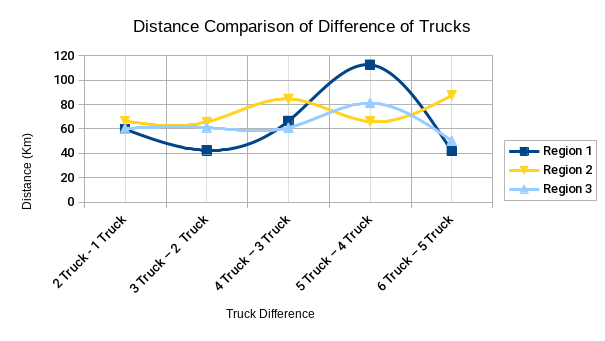 Distance Comparison of Difference of Trucks
120
100
80
60
40
20
0
Distance (Km)
2 Truck - 1 Truck
3 Truck – 2  Truck
4 Truck – 3 Truck
5 Truck – 4 Truck
6 Truck – 5 Truck
Truck Difference
Region 1
Region 2
Region 3